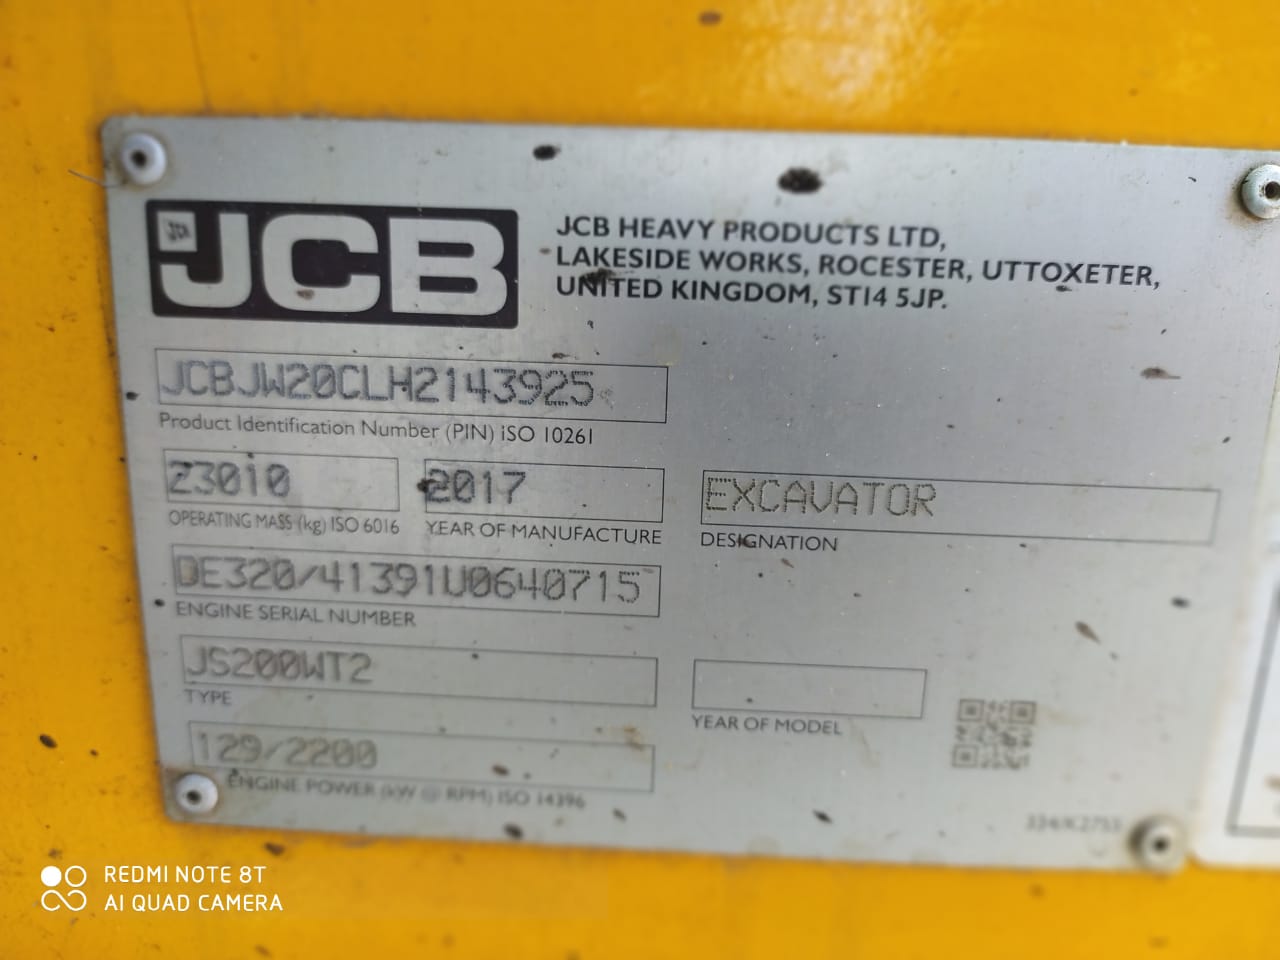 JCB
JCB HEAVY PRODUCTS LTD,
LAKESIDE WORKS, ROCESTER, UTTOXETER,
UNITED KINGDOM, ST14 5JP.
JCBJW20CLH2143925
Product Identification Number (PIN) ISO 10261
23010
OPERATING MASS (kg) ISO 6016
2017
YEAR OF MANUFACTURE
EXCAVATOR
DESIGNATION
DE320/41391U0640715
ENGINE SERIAL NUMBER
JS200WT2
TYPE
YEAR OF MODEL
129/2200
ENGINE POWER (kW @ RPM) ISO 14396
REDMI NOTE 8T
AI QUAD CAMERA